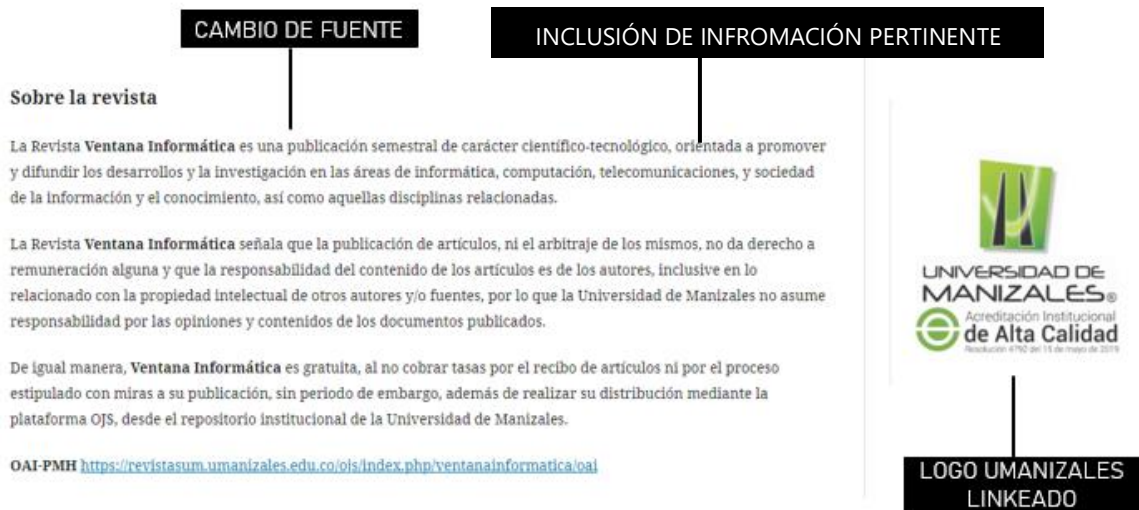 CAMBIO DE FUENTE
INCLUSIÓN DE INFROMACIÓN PERTINENTE
Sobre la revista
La Revista Ventana Informática es una publicación semestral de carácter científico-tecnológico, orientada a promover
y difundir los desarrollos y la investigación en las áreas de informática, computación, telecomunicaciones, y sociedad
de la información y el conocimiento, así como aquellas disciplinas relacionadas.
La Revista Ventana Informática señala que la publicación de artículos, ni el arbitraje de los mismos, no da derecho a
remuneración alguna y que la responsabilidad del contenido de los artículos es de los autores, inclusive en lo
relacionado con la propiedad intelectual de otros autores y/o fuentes, por lo que la Universidad de Manizales no asume
responsabilidad por las opiniones y contenidos de los documentos publicados.
De igual manera, Ventana Informática es gratuita, al no cobrar tasas por el recibo de artículos ni por el proceso
estipulado con miras a su publicación, sin periodo de embargo, además de realizar su distribución mediante la
plataforma OJS, desde el repositorio institucional de la Universidad de Manizales.
OAI-PMH https://revistasum.umanizales.edu.co/ojs/index.php/ventanainformatica/oai
UNIVERSIDAD DE
MANIZALES®
Acreditación Institucional
de Alta Calidad
Resolución 4792 del 15 de mayo de 2019
LOGO UMANIZALES
LINKEADO